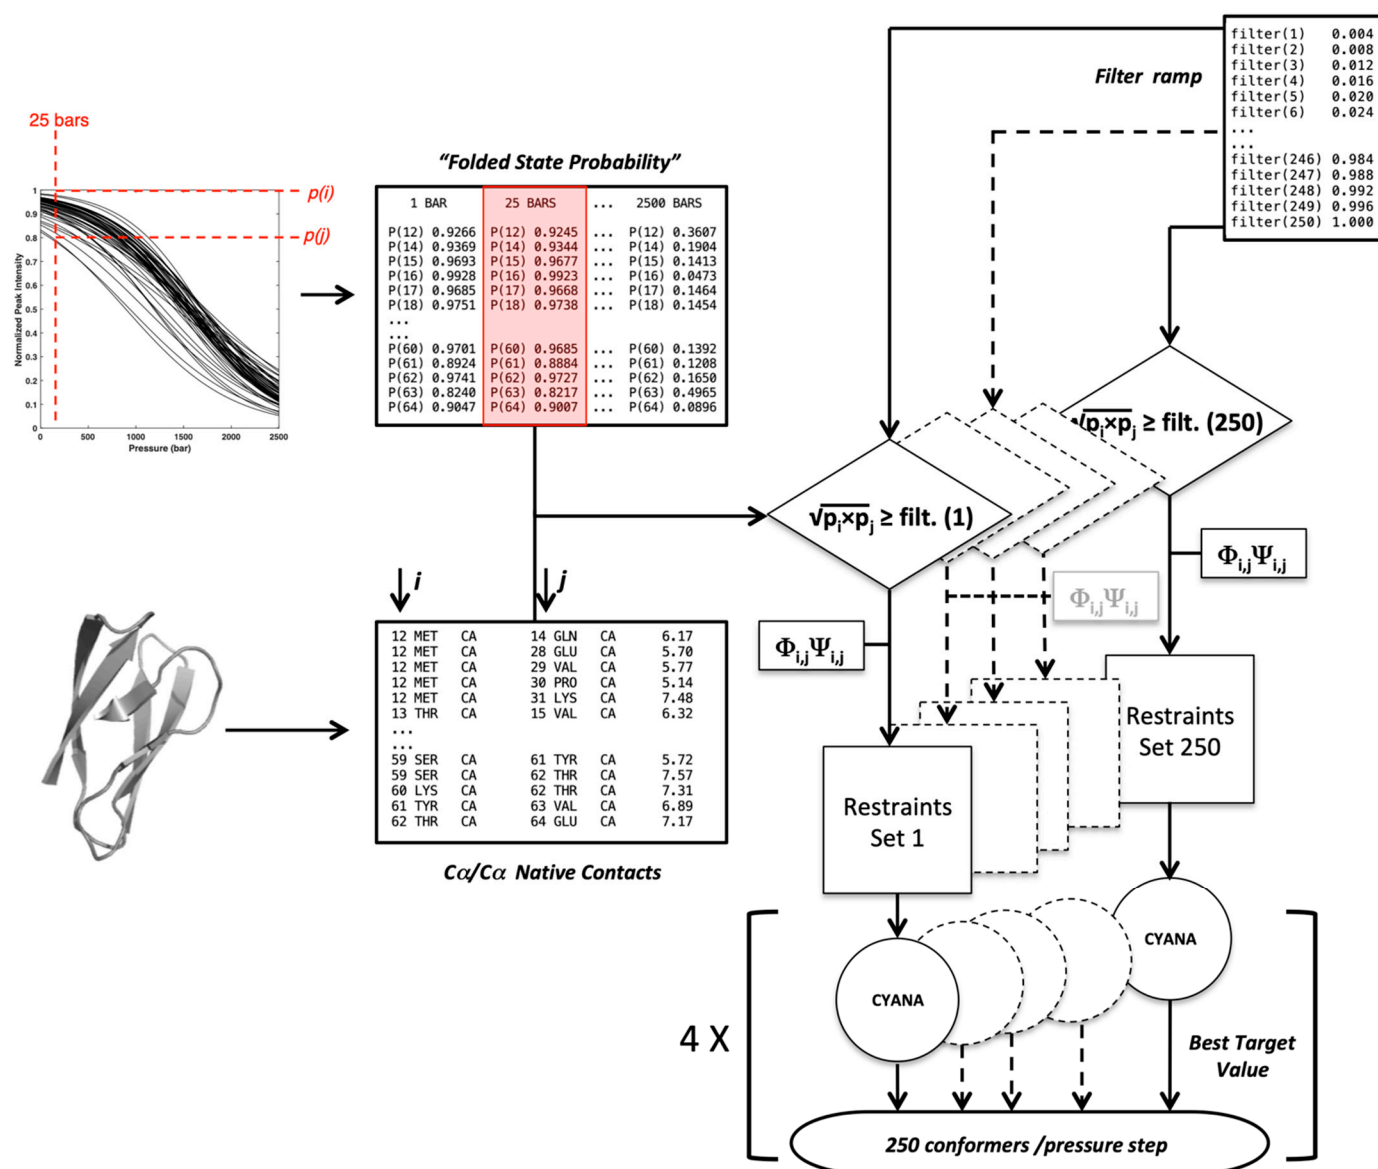 25 bars
p(i)
p(j)
1
0.9
0.8
0.7
0.6
0.5
0.4
0.3
0.2
0.1
0
Normalized Peak Intensity
0 500 1000 1500 2000 2500
Pressure (bar)
"Folded State Probability"
1 BAR 25 BARS ... 2500 BARS
P(12) 0.9266 P(12) 0.9245 ... P(12) 0.3607
P(14) 0.9369 P(14) 0.9344 ... P(14) 0.1904
P(15) 0.9693 P(15) 0.9677 ... P(15) 0.1413
P(16) 0.9928 P(16) 0.9923 ... P(16) 0.0473
P(17) 0.9685 P(17) 0.9668 ... P(17) 0.1464
P(18) 0.9751 P(18) 0.9738 ... P(18) 0.1454
...
...
P(60) 0.9701 P(60) 0.9685 ... P(60) 0.1392
P(61) 0.8924 P(61) 0.8884 ... P(61) 0.1208
P(62) 0.9741 P(62) 0.9727 ... P(62) 0.1650
P(63) 0.8240 P(63) 0.8217 ... P(63) 0.4965
P(64) 0.9047 P(64) 0.9007 ... P(64) 0.0896
i
j
12 MET CA 14 GLN CA 6.17
12 MET CA 28 GLU CA 5.70
12 MET CA 29 VAL CA 5.77
12 MET CA 30 PRO CA 5.14
12 MET CA 31 LYS CA 7.48
13 THR CA 15 VAL CA 6.32
...
...
59 SER CA 61 TYR CA 5.72
59 SER CA 62 THR CA 7.57
60 LYS CA 62 THR CA 7.31
61 TYR CA 63 VAL CA 6.89
62 THR CA 64 GLU CA 7.17
Cα/Cα Native Contacts
Filter ramp
filter(1) 0.004
filter(2) 0.008
filter(3) 0.012
filter(4) 0.016
filter(5) 0.020
filter(6) 0.024
...
...
filter(246) 0.984
filter(247) 0.988
filter(248) 0.992
filter(249) 0.996
filter(250) 1.000
√pi×pj ≥ filt. (250)
√pi×pj ≥ filt. (1)
Φi,jΨi,j
Φi,jΨi,j
Φi,jΨi,j
Restraints
Set 250
Restraints
Set 1
CYANA
CYANA
4 X
Best Target
Value
250 conformers /pressure step